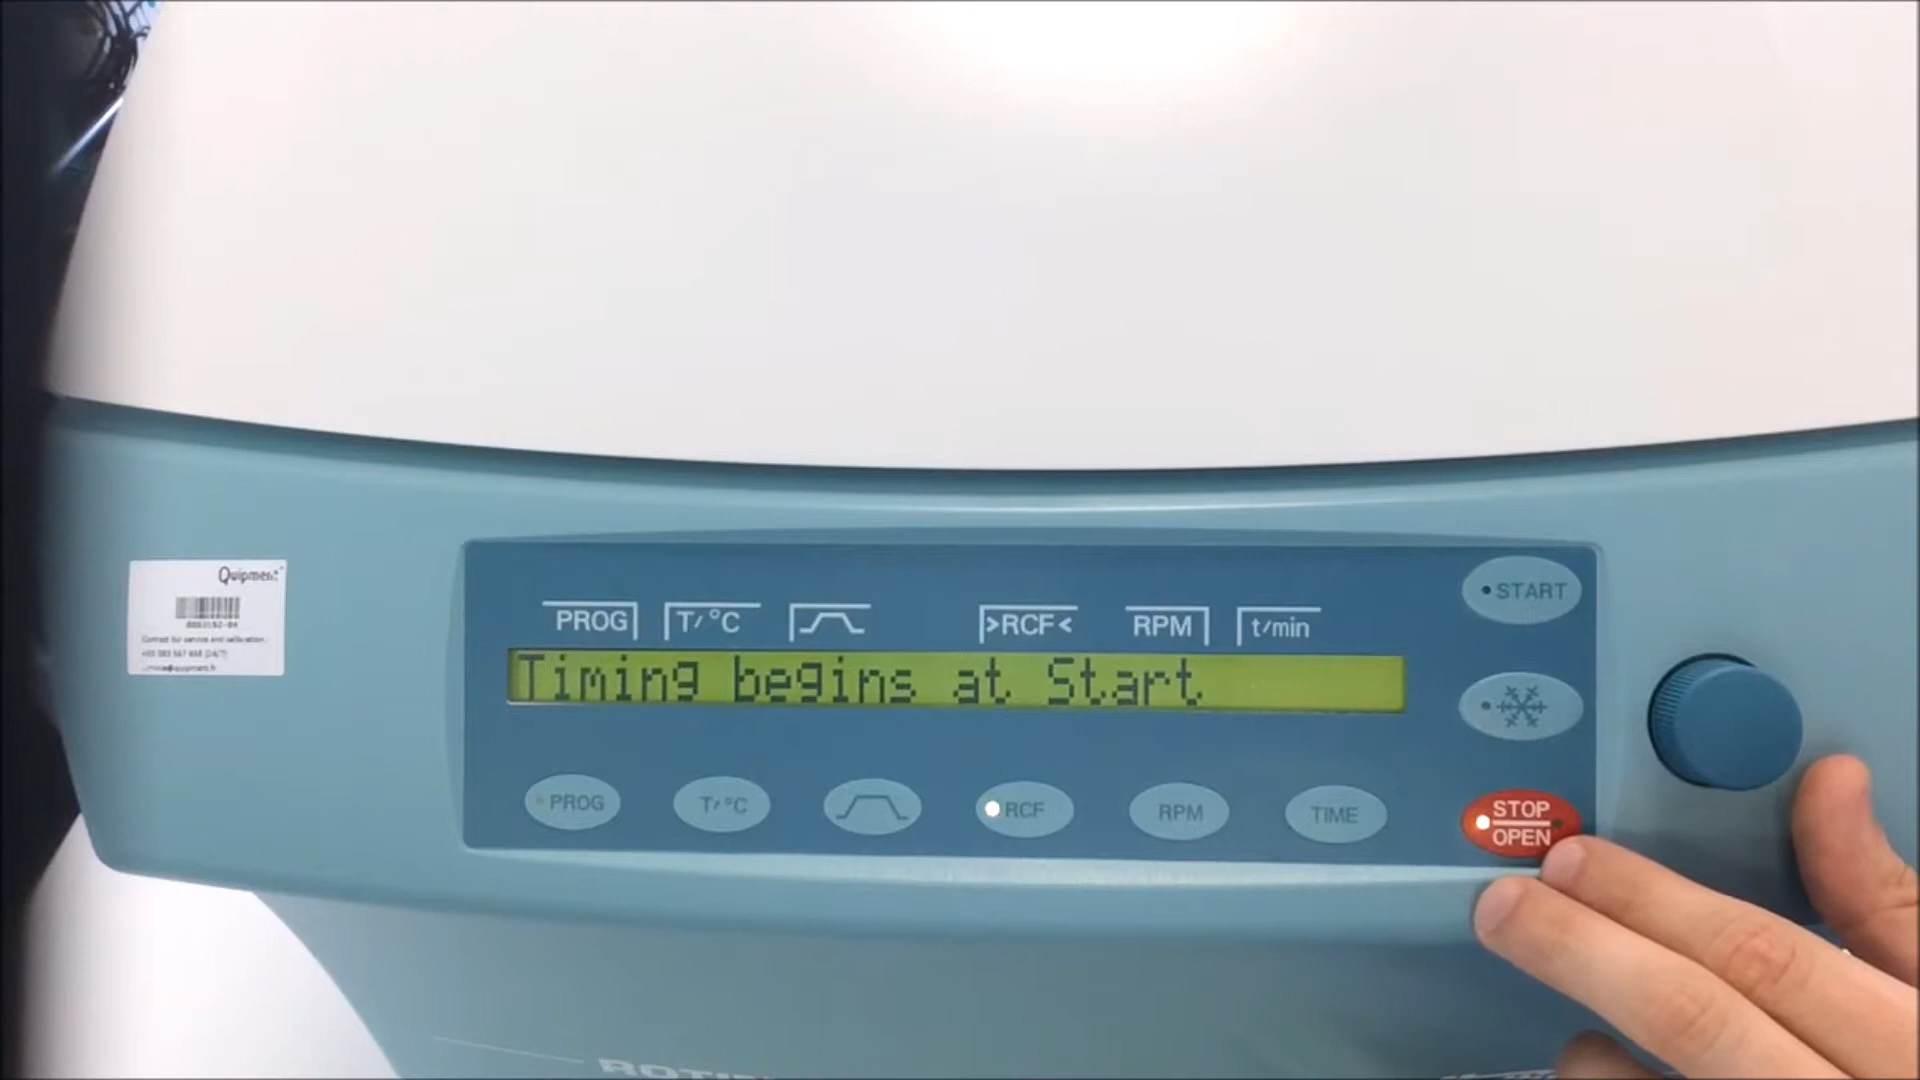 Quipment
PROG T/°C >RCF< RPM t/min
Timing begins at Start
PROG T/°C RCF RPM TIME
START
STOP
OPEN